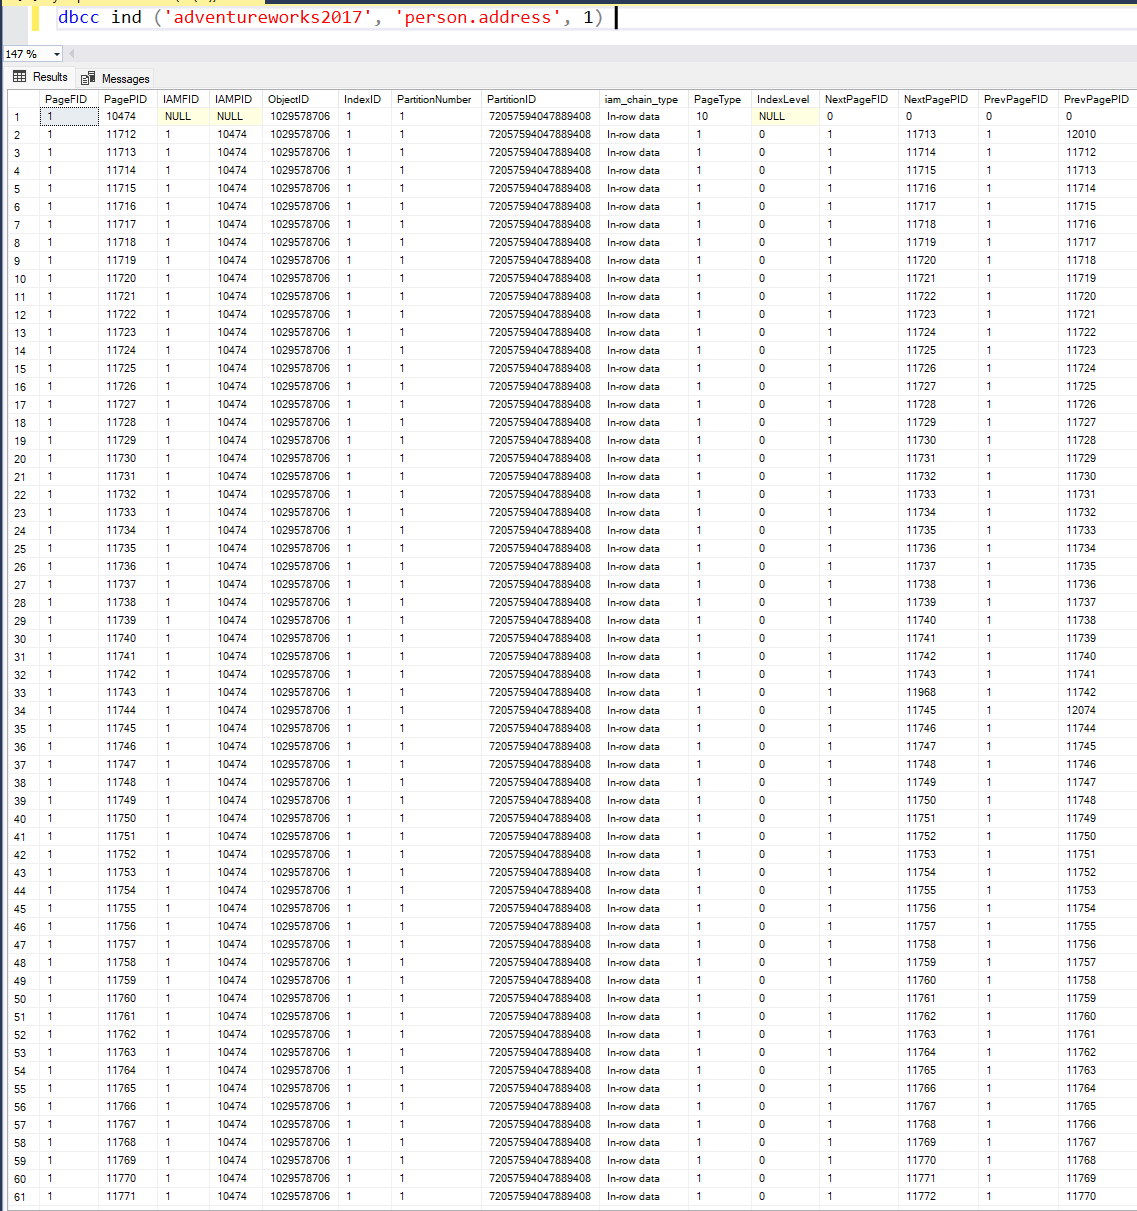 dbcc ind ('adventureworks2017', 'person.address', 1)
147 %
Results Messages
PageFID PagePID IAMFID IAMPID ObjectID IndexID PartitionNumber PartitionID iam_chain_type PageType IndexLevel NextPageFID NextPagePID PrevPageFID PrevPagePID
1 1 10474 NULL NULL 1029578706 1 1 72057594047889408 In-row data 10 NULL 0 0 0 0
2 1 11712 1 10474 1029578706 1 1 72057594047889408 In-row data 1 0 1 11713 1 12010
3 1 11713 1 10474 1029578706 1 1 72057594047889408 In-row data 1 0 1 11714 1 11712
4 1 11714 1 10474 1029578706 1 1 72057594047889408 In-row data 1 0 1 11715 1 11713
5 1 11715 1 10474 1029578706 1 1 72057594047889408 In-row data 1 0 1 11716 1 11714
6 1 11716 1 10474 1029578706 1 1 72057594047889408 In-row data 1 0 1 11717 1 11715
7 1 11717 1 10474 1029578706 1 1 72057594047889408 In-row data 1 0 1 11718 1 11716
8 1 11718 1 10474 1029578706 1 1 72057594047889408 In-row data 1 0 1 11719 1 11717
9 1 11719 1 10474 1029578706 1 1 72057594047889408 In-row data 1 0 1 11720 1 11718
10 1 11720 1 10474 1029578706 1 1 72057594047889408 In-row data 1 0 1 11721 1 11719
11 1 11721 1 10474 1029578706 1 1 72057594047889408 In-row data 1 0 1 11722 1 11720
12 1 11722 1 10474 1029578706 1 1 72057594047889408 In-row data 1 0 1 11723 1 11721
13 1 11723 1 10474 1029578706 1 1 72057594047889408 In-row data 1 0 1 11724 1 11722
14 1 11724 1 10474 1029578706 1 1 72057594047889408 In-row data 1 0 1 11725 1 11723
15 1 11725 1 10474 1029578706 1 1 72057594047889408 In-row data 1 0 1 11726 1 11724
16 1 11726 1 10474 1029578706 1 1 72057594047889408 In-row data 1 0 1 11727 1 11725
17 1 11727 1 10474 1029578706 1 1 72057594047889408 In-row data 1 0 1 11728 1 11726
18 1 11728 1 10474 1029578706 1 1 72057594047889408 In-row data 1 0 1 11729 1 11727
19 1 11729 1 10474 1029578706 1 1 72057594047889408 In-row data 1 0 1 11730 1 11728
20 1 11730 1 10474 1029578706 1 1 72057594047889408 In-row data 1 0 1 11731 1 11729
21 1 11731 1 10474 1029578706 1 1 72057594047889408 In-row data 1 0 1 11732 1 11730
22 1 11732 1 10474 1029578706 1 1 72057594047889408 In-row data 1 0 1 11733 1 11731
23 1 11733 1 10474 1029578706 1 1 72057594047889408 In-row data 1 0 1 11734 1 11732
24 1 11734 1 10474 1029578706 1 1 72057594047889408 In-row data 1 0 1 11735 1 11733
25 1 11735 1 10474 1029578706 1 1 72057594047889408 In-row data 1 0 1 11736 1 11734
26 1 11736 1 10474 1029578706 1 1 72057594047889408 In-row data 1 0 1 11737 1 11735
27 1 11737 1 10474 1029578706 1 1 72057594047889408 In-row data 1 0 1 11738 1 11736
28 1 11738 1 10474 1029578706 1 1 72057594047889408 In-row data 1 0 1 11739 1 11737
29 1 11739 1 10474 1029578706 1 1 72057594047889408 In-row data 1 0 1 11740 1 11738
30 1 11740 1 10474 1029578706 1 1 72057594047889408 In-row data 1 0 1 11741 1 11739
31 1 11741 1 10474 1029578706 1 1 72057594047889408 In-row data 1 0 1 11742 1 11740
32 1 11742 1 10474 1029578706 1 1 72057594047889408 In-row data 1 0 1 11743 1 11741
33 1 11743 1 10474 1029578706 1 1 72057594047889408 In-row data 1 0 1 11968 1 11742
34 1 11744 1 10474 1029578706 1 1 72057594047889408 In-row data 1 0 1 11745 1 12074
35 1 11745 1 10474 1029578706 1 1 72057594047889408 In-row data 1 0 1 11746 1 11744
36 1 11746 1 10474 1029578706 1 1 72057594047889408 In-row data 1 0 1 11747 1 11745
37 1 11747 1 10474 1029578706 1 1 72057594047889408 In-row data 1 0 1 11748 1 11746
38 1 11748 1 10474 1029578706 1 1 72057594047889408 In-row data 1 0 1 11749 1 11747
39 1 11749 1 10474 1029578706 1 1 72057594047889408 In-row data 1 0 1 11750 1 11748
40 1 11750 1 10474 1029578706 1 1 72057594047889408 In-row data 1 0 1 11751 1 11749
41 1 11751 1 10474 1029578706 1 1 72057594047889408 In-row data 1 0 1 11752 1 11750
42 1 11752 1 10474 1029578706 1 1 72057594047889408 In-row data 1 0 1 11753 1 11751
43 1 11753 1 10474 1029578706 1 1 72057594047889408 In-row data 1 0 1 11754 1 11752
44 1 11754 1 10474 1029578706 1 1 72057594047889408 In-row data 1 0 1 11755 1 11753
45 1 11755 1 10474 1029578706 1 1 72057594047889408 In-row data 1 0 1 11756 1 11754
46 1 11756 1 10474 1029578706 1 1 72057594047889408 In-row data 1 0 1 11757 1 11755
47 1 11757 1 10474 1029578706 1 1 72057594047889408 In-row data 1 0 1 11758 1 11756
48 1 11758 1 10474 1029578706 1 1 72057594047889408 In-row data 1 0 1 11759 1 11757
49 1 11759 1 10474 1029578706 1 1 72057594047889408 In-row data 1 0 1 11760 1 11758
50 1 11760 1 10474 1029578706 1 1 72057594047889408 In-row data 1 0 1 11761 1 11759
51 1 11761 1 10474 1029578706 1 1 72057594047889408 In-row data 1 0 1 11762 1 11760
52 1 11762 1 10474 1029578706 1 1 72057594047889408 In-row data 1 0 1 11763 1 11761
53 1 11763 1 10474 1029578706 1 1 72057594047889408 In-row data 1 0 1 11764 1 11762
54 1 11764 1 10474 1029578706 1 1 72057594047889408 In-row data 1 0 1 11765 1 11763
55 1 11765 1 10474 1029578706 1 1 72057594047889408 In-row data 1 0 1 11766 1 11764
56 1 11766 1 10474 1029578706 1 1 72057594047889408 In-row data 1 0 1 11767 1 11765
57 1 11767 1 10474 1029578706 1 1 72057594047889408 In-row data 1 0 1 11768 1 11766
58 1 11768 1 10474 1029578706 1 1 72057594047889408 In-row data 1 0 1 11769 1 11767
59 1 11769 1 10474 1029578706 1 1 72057594047889408 In-row data 1 0 1 11770 1 11768
60 1 11770 1 10474 1029578706 1 1 72057594047889408 In-row data 1 0 1 11771 1 11769
61 1 11771 1 10474 1029578706 1 1 72057594047889408 In-row data 1 0 1 11772 1 11770